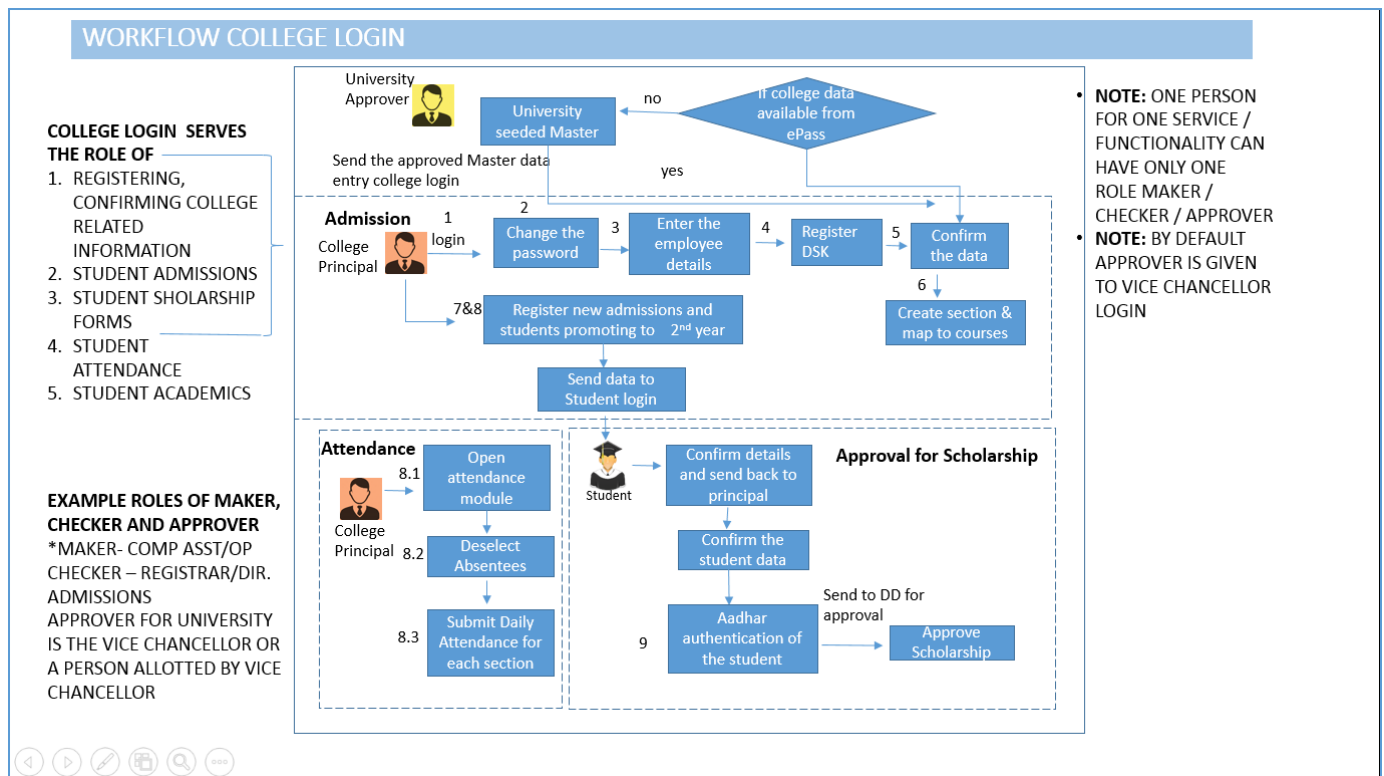 WORKFLOW COLLEGE LOGIN
COLLEGE LOGIN SERVES
THE ROLE OF
1. REGISTERING,
CONFIRMING COLLEGE
RELATED
INFORMATION
2. STUDENT ADMISSIONS
3. STUDENT SHOLARSHIP
FORMS
4. STUDENT
ATTENDANCE
5. STUDENT ACADEMICS
EXAMPLE ROLES OF MAKER,
CHECKER AND APPROVER
*MAKER- COMP ASST/OP
CHECKER – REGISTRAR/DIR.
ADMISSIONS
APPROVER FOR UNIVERSITY
IS THE VICE CHANCELLOR OR
A PERSON ALLOTTED BY VICE
CHANCELLOR
University
Approver
University
seeded Master
no
If college data
available from
ePass
Send the approved Master data
entry college login
yes
Admission
College
Principal
1
login
2
Change the
password
3
Enter the
employee
details
4
Register
DSK
5
Confirm
the data
6
Create section &
map to courses
7&8
Register new admissions and
students promoting to 2nd year
Send data to
Student login
Attendance
College
Principal
8.1
Open
attendance
module
8.2
Deselect
Absentees
8.3
Submit Daily
Attendance for
each section
Student
Confirm details
and send back to
principal
Approval for Scholarship
Confirm the
student data
9
Aadhar
authentication of
the student
Send to DD for
approval
Approve
Scholarship
• NOTE: ONE PERSON
FOR ONE SERVICE /
FUNCTIONALITY CAN
HAVE ONLY ONE
ROLE MAKER /
CHECKER / APPROVER
• NOTE: BY DEFAULT
APPROVER IS GIVEN
TO VICE CHANCELLOR
LOGIN